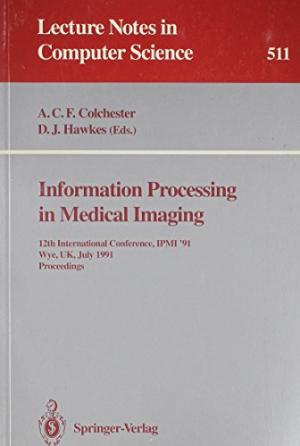 Lecture Notes in
Computer Science
511
A. C. F. Colchester
D. J. Hawkes (Eds.)
Information Processing
in Medical Imaging
12th International Conference, IPMI '91
Wye, UK, July 1991
Proceedings
Springer-Verlag